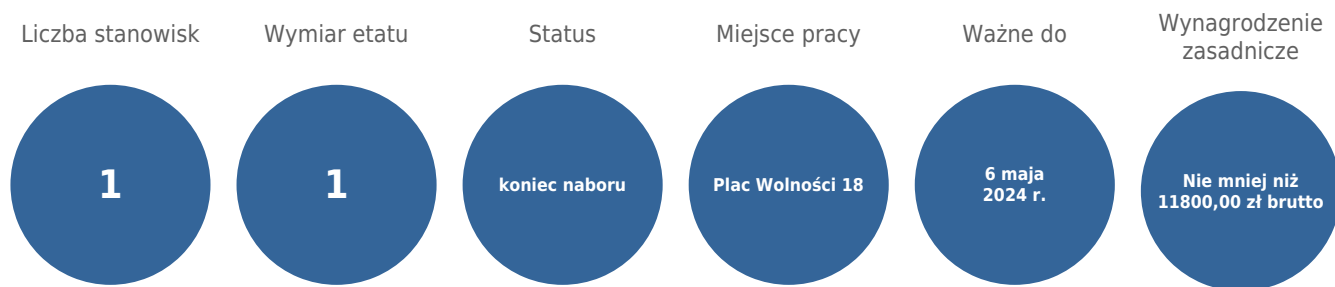 Liczba stanowisk
1
Wymiar etatu
1
Status
koniec naboru
Miejsce pracy
Plac Wolności 18
Ważne do
6 maja
2024 r.
Wynagrodzenie
zasadnicze
Nie mniej niż
11800,00 zł brutto